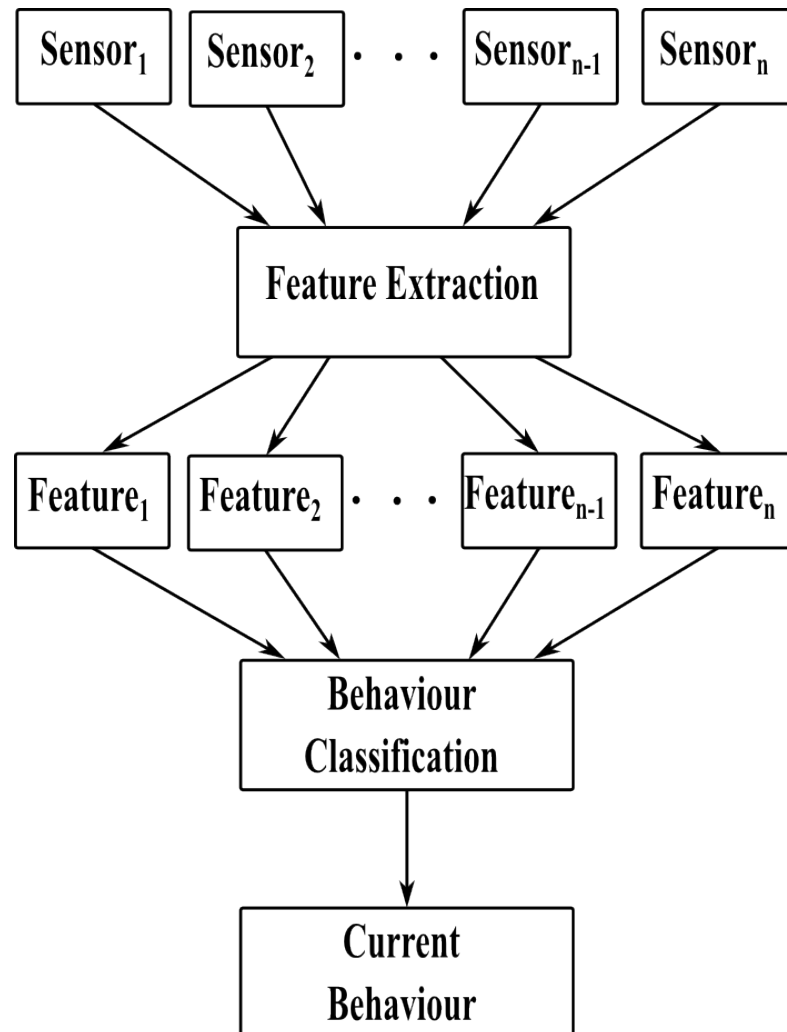 Sensor₁ Sensor₂ . . . Sensorₙ₋₁ Sensorₙ
Feature Extraction
Feature₁ Feature₂ . . . Featureₙ₋₁ Featureₙ
Behaviour
Classification
Current
Behaviour